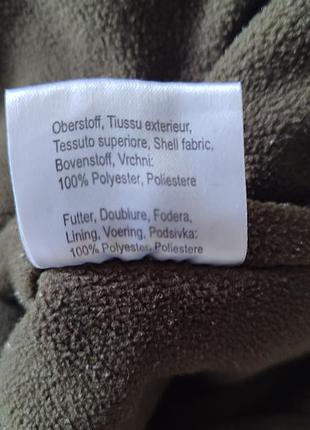 Oberstoff, Tiussu exterieur,
Tessuto superiore, Shell fabric,
Bovenstoff, Vrchni:
100% Polyester, Poliestere
Futter, Doublure, Fodera,
Lining, Voering, Podsivka:
100% Polyester, Poliestere